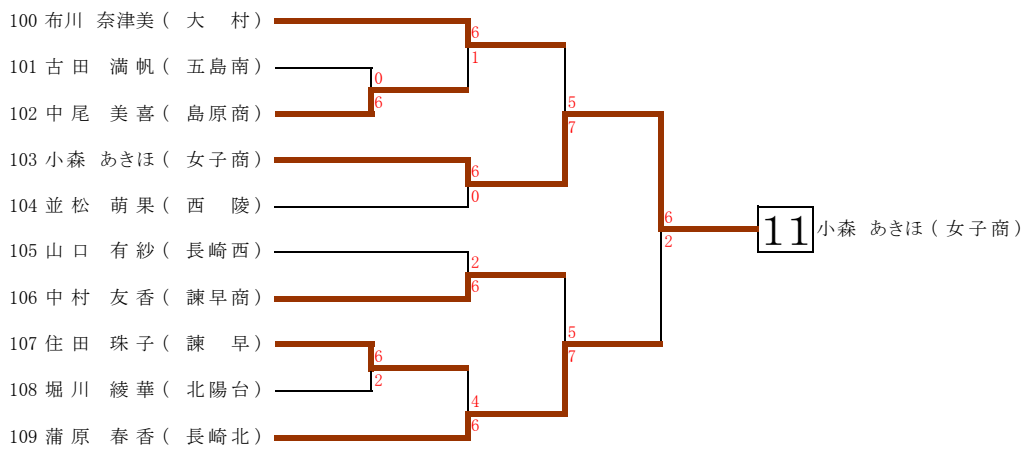 100 布川 奈津美 ( 大 村 )
6
1
101 古田 満帆 ( 五島南 )
0
6
102 中尾 美喜 ( 島原商 )
5
7
103 小森 あきほ ( 女子商 )
6
0
104 並松 萌果 ( 西 陵 )
6
2
11 小森 あきほ ( 女子商 )
105 山口 有紗 ( 長崎西 )
2
6
106 中村 友香 ( 諫早商 )
5
7
107 住田 珠子 ( 諫 早 )
6
2
108 堀川 綾華 ( 北陽台 )
4
6
109 蒲原 春香 ( 長崎北 )